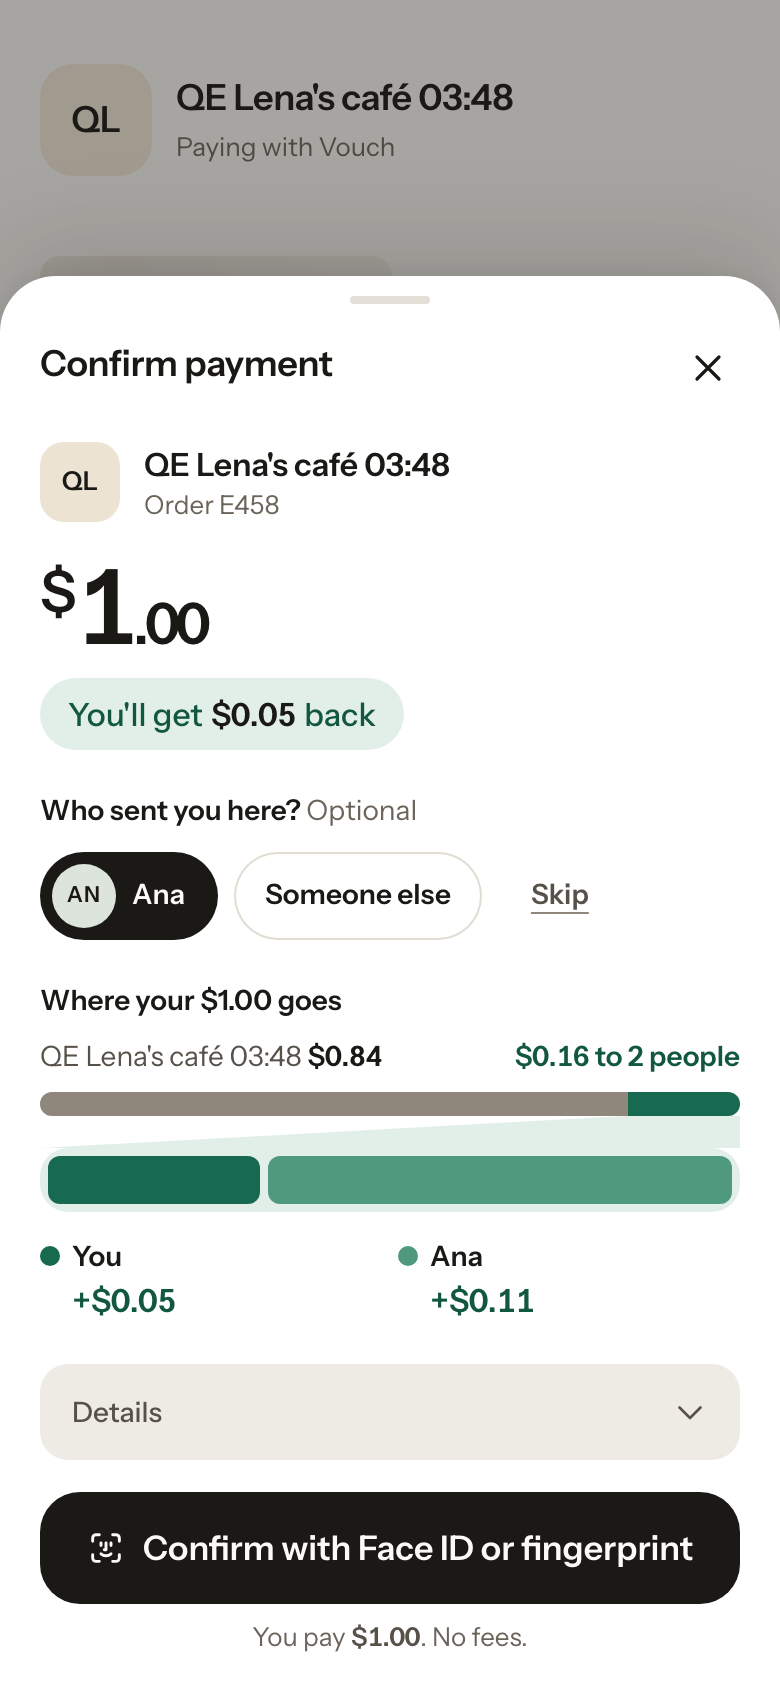 QL
QE Lena's café 03:48
Paying with Vouch
Confirm payment
QL
QE Lena's café 03:48
Order E458
$1.00
You'll get $0.05 back
Who sent you here? Optional
AN Ana
Someone else
Skip
Where your $1.00 goes
QE Lena's café 03:48 $0.84
$0.16 to 2 people
You
+$0.05
Ana
+$0.11
Details
Confirm with Face ID or fingerprint
You pay $1.00. No fees.